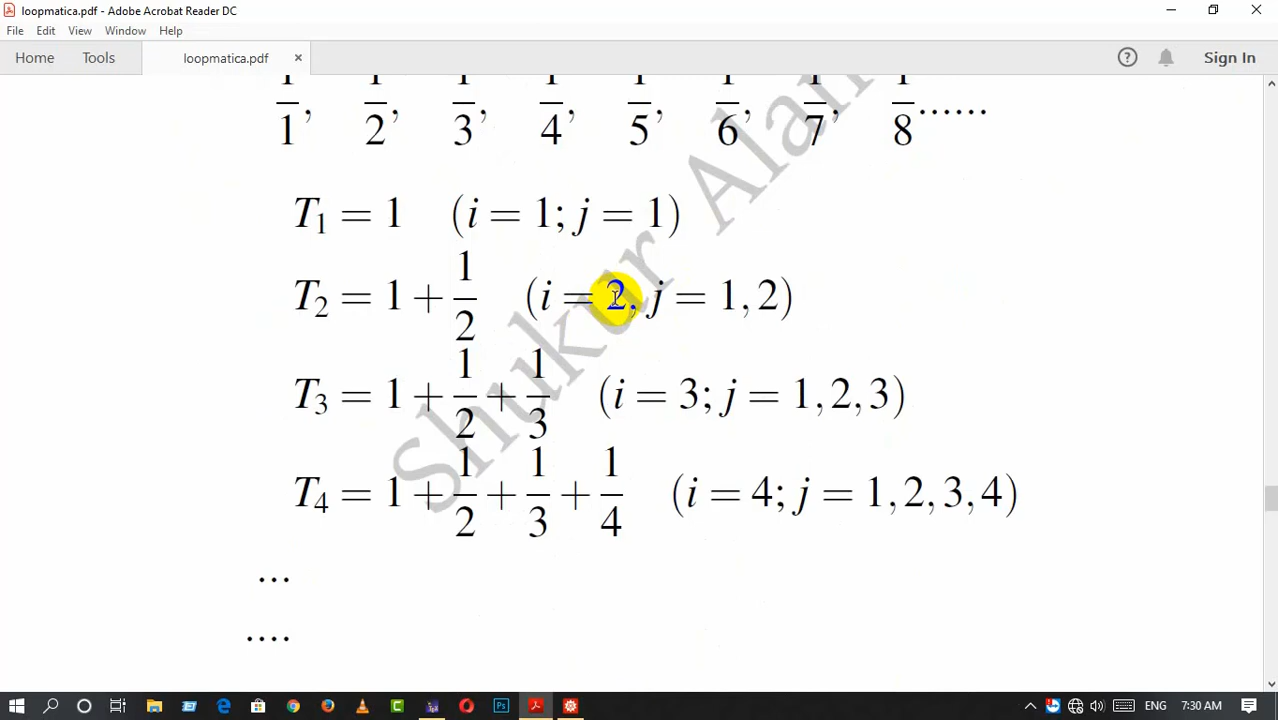 loopmatica.pdf - Adobe Acrobat Reader DC
File Edit View Window Help
Home Tools loopmatica.pdf × Sign In
1/1, 1/2, 1/3, 1/4, 1/5, 1/6, 1/7, 1/8......
T₁ = 1 (i = 1; j = 1)
T₂ = 1 + 1/2 (i = 2, j = 1, 2)
T₃ = 1 + 1/2 + 1/3 (i = 3; j = 1, 2, 3)
T₄ = 1 + 1/2 + 1/3 + 1/4 (i = 4; j = 1, 2, 3, 4)
...
....
Shukur Alam
ENG 7:30 AM